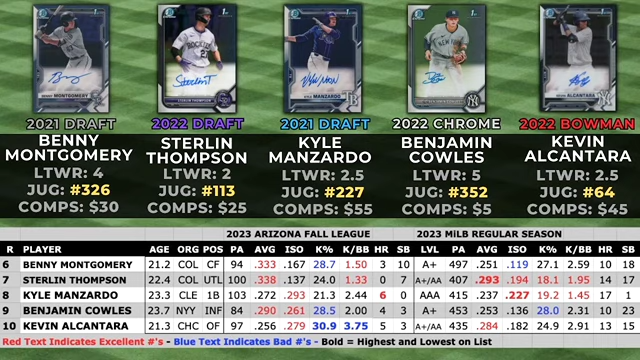 MONTGOMERY
STERLIN THOMPSON
KYLE MANZARDO
2021 DRAFT
2022 DRAFT
2021 DRAFT
2022 CHROME
2022 BOWMAN
BENNY MONTGOMERY
STERLIN THOMPSON
KYLE MANZARDO
BENJAMIN COWLES
KEVIN ALCANTARA
LTWR: 4
LTWR: 2
LTWR: 2.5
LTWR: 5
LTWR: 2.5
JUG: #326
JUG: #113
JUG: #227
JUG: #352
JUG: #64
COMPS: $30
COMPS: $25
COMPS: $55
COMPS: $5
COMPS: $45
2023 ARIZONA FALL LEAGUE 2023 MiLB REGULAR SEASON
R PLAYER AGE ORG POS PA AVG ISO K% K/BB HR SB LVL PA AVG ISO K% K/BB HR SB
6 BENNY MONTGOMERY 21.2 COL CF 94 .333 .167 28.7 1.50 3 10 A+ 497 .251 .119 27.1 2.59 10 18
7 STERLIN THOMPSON 22.4 COL UTL 100 .338 .137 24.0 1.33 0 7 A+/AA 407 .293 .194 18.1 1.95 14 17
8 KYLE MANZARDO 23.3 CLE 1B 103 .272 .293 21.3 2.44 6 0 AAA 415 .237 .227 19.2 1.45 17 1
9 BENJAMIN COWLES 23.7 NYY INF 84 .290 .261 28.5 2.00 4 3 A+ 453 .253 .136 28.0 2.31 10 23
10 KEVIN ALCANTARA 21.3 CHC OF 97 .256 .279 30.9 3.75 5 3 A+/AA 435 .284 .182 24.9 2.91 13 15
Red Text Indicates Excellent #'s - Blue Text Indicates Bad #'s - Bold = Highest and Lowest on List